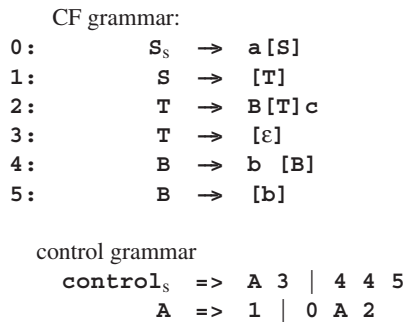 CF grammar:
0: Sₛ → a[S]
1: S → [T]
2: T → B[T]c
3: T → [ε]
4: B → b [B]
5: B → [b]
control grammar
controlₛ => A 3 | 4 4 5
A => 1 | 0 A 2